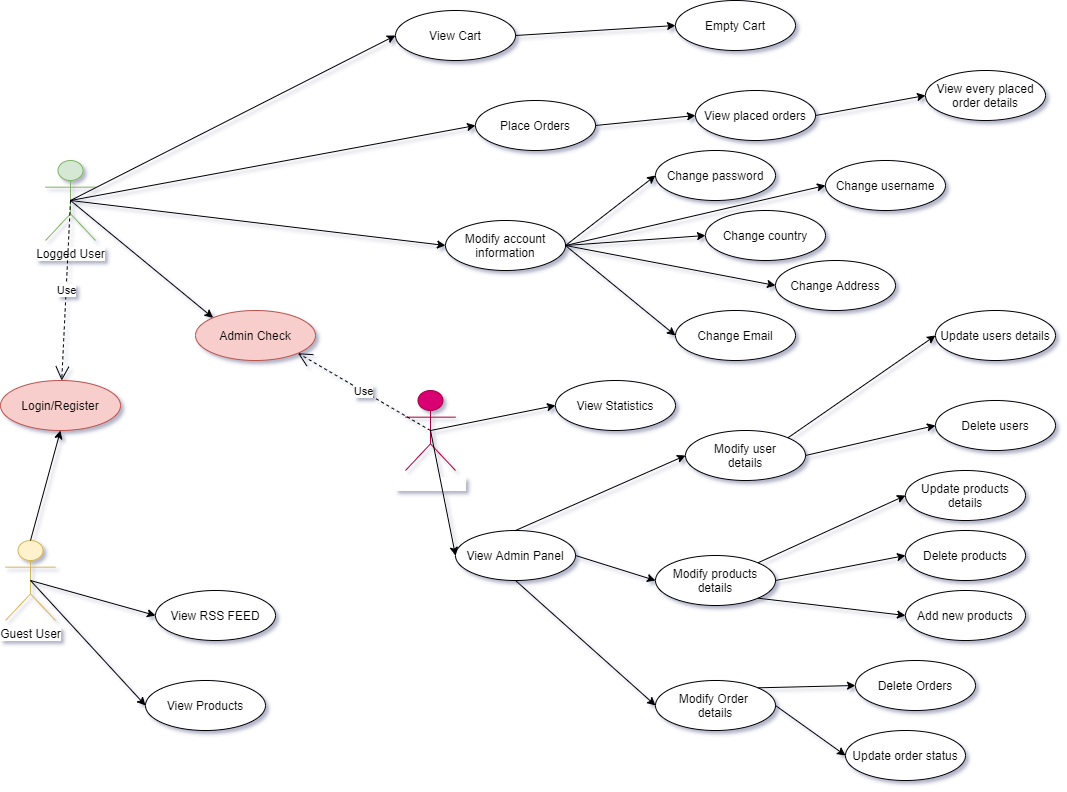 View Cart
Empty Cart
Place Orders
View placed orders
View every placed
order details
Logged User
Use
Modify account
information
Change password
Change username
Change country
Change Address
Change Email
Admin Check
Login/Register
Use
View Statistics
Modify user
details
Update users details
Delete users
View Admin Panel
Modify products
details
Update products
details
Delete products
Add new products
Guest User
View RSS FEED
View Products
Modify Order
details
Delete Orders
Update order status